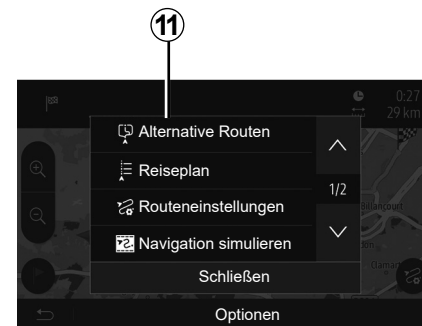 11
0:27
29 km
Alternative Routen
Reiseplan
1/2
Routeneinstellungen
Navigation simulieren
Schließen
Optionen